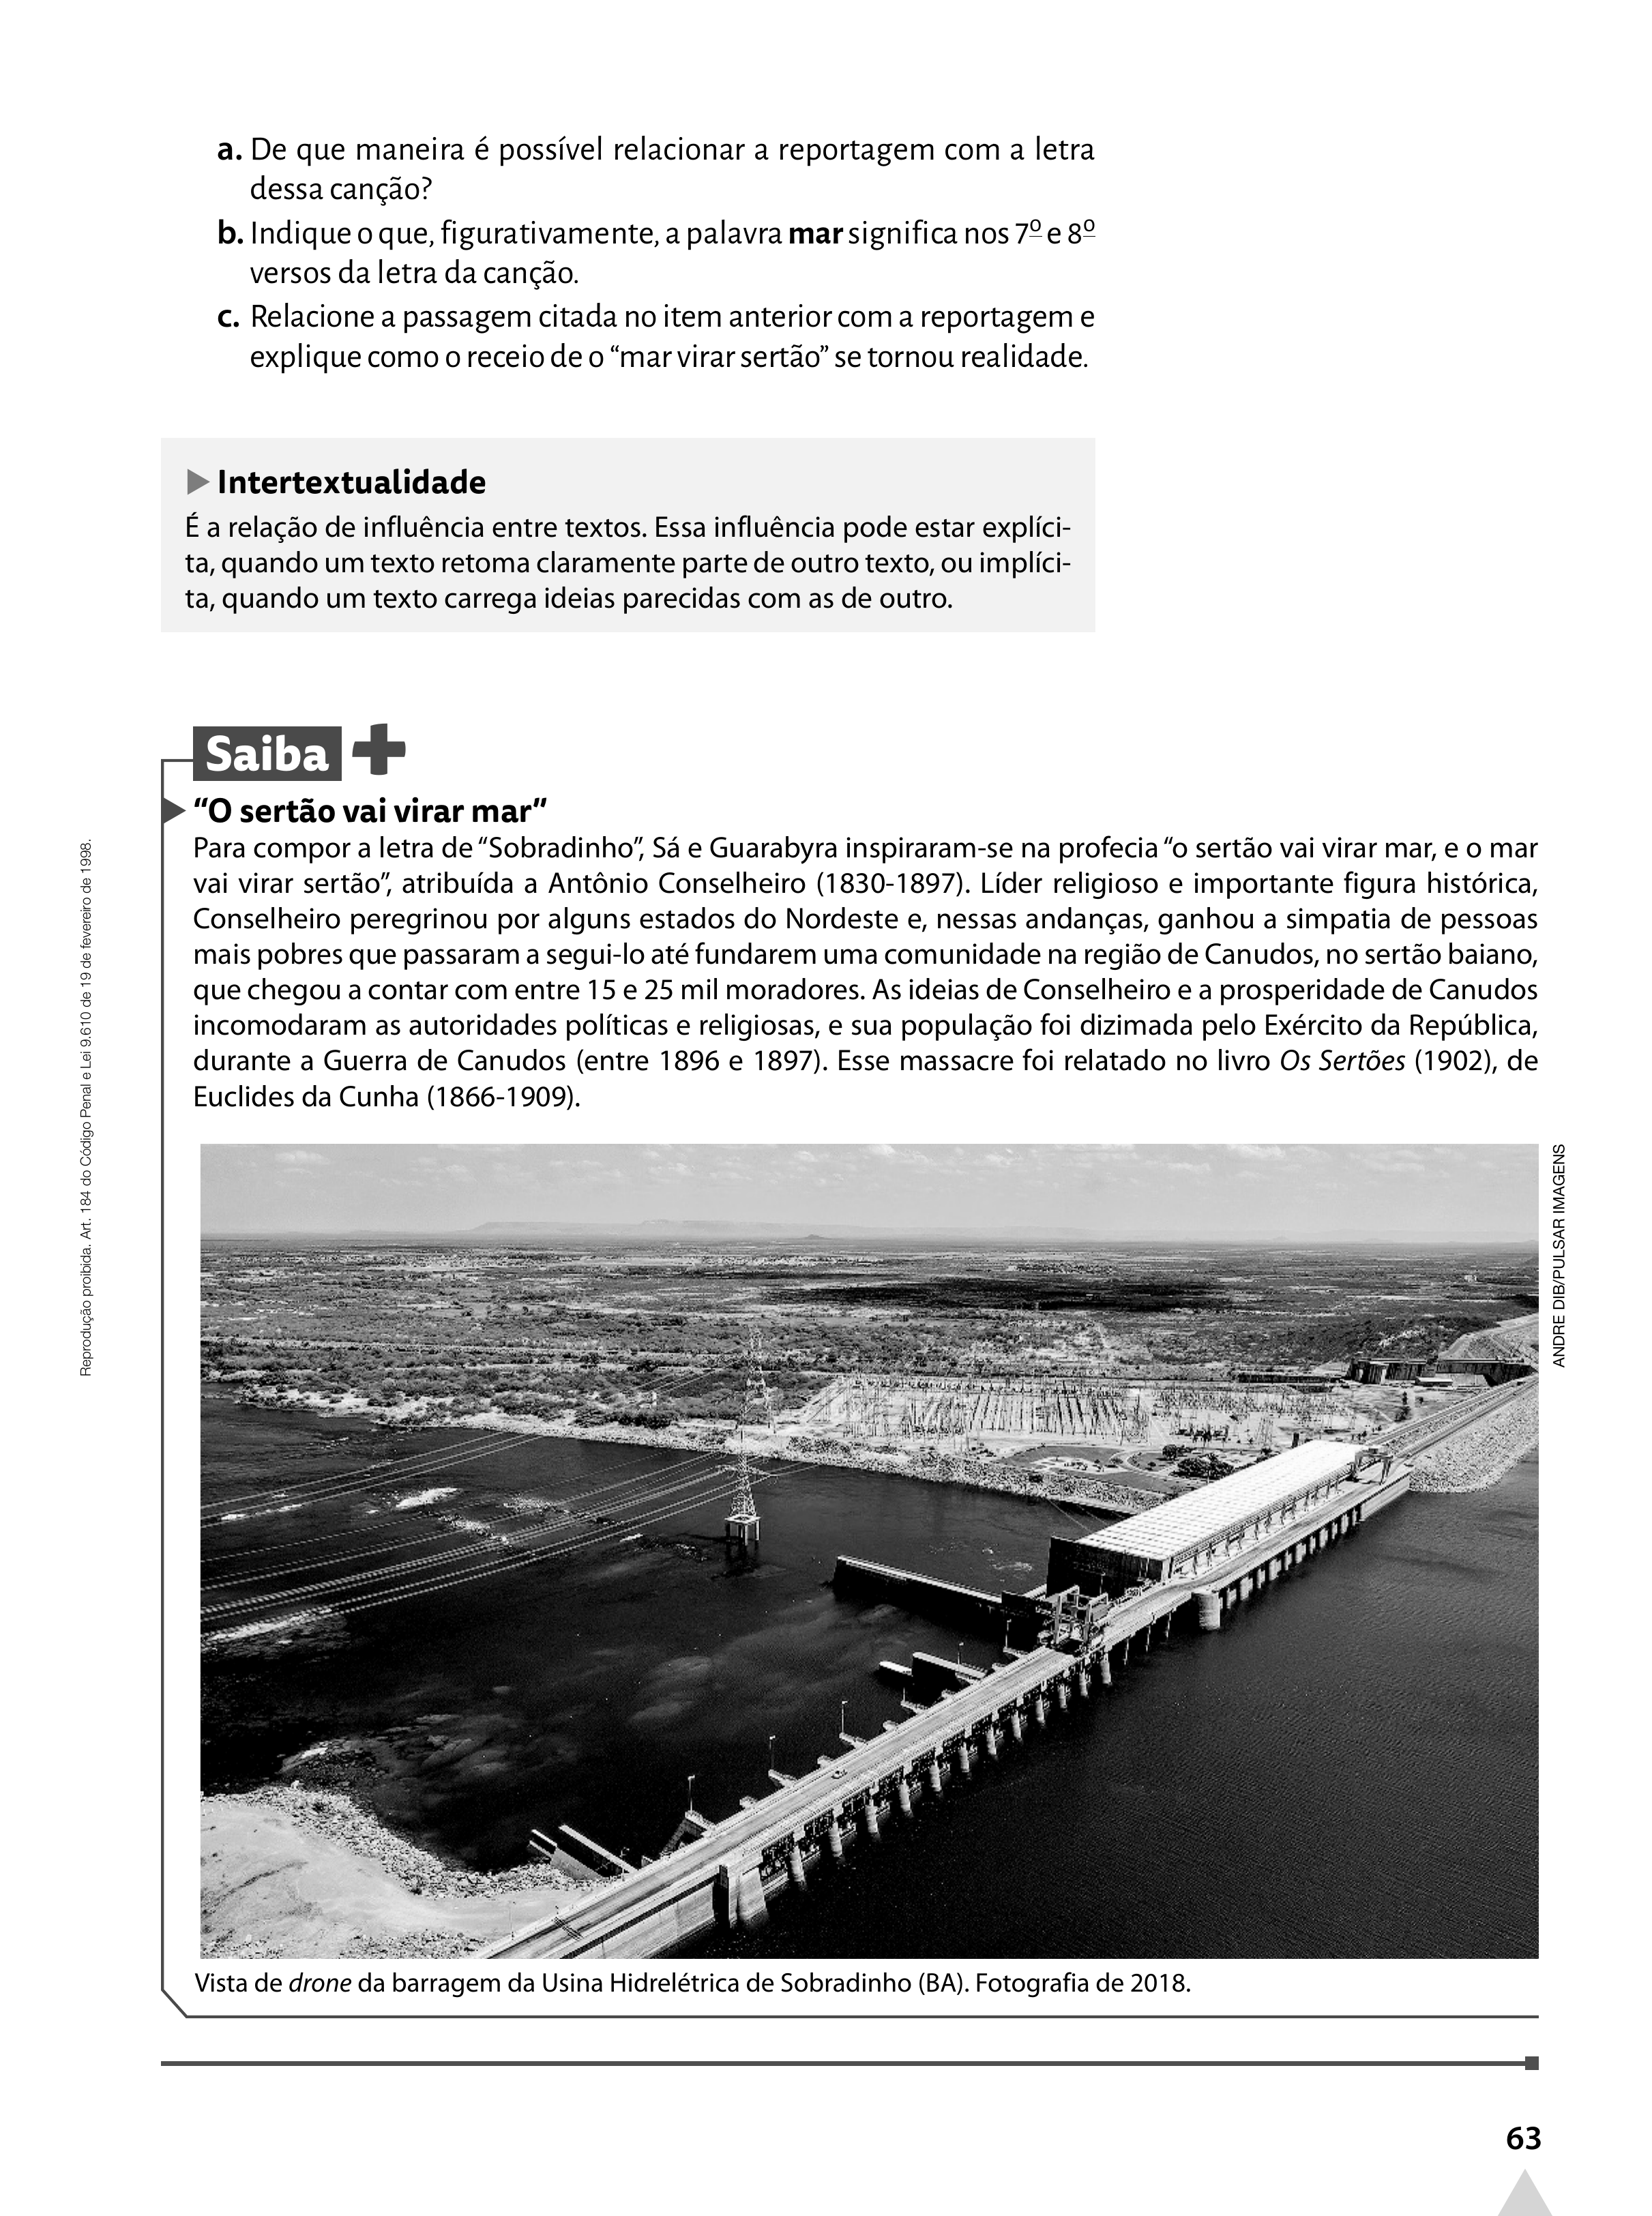 a. De que maneira é possível relacionar a reportagem com a letra
dessa canção?
b. Indique o que, figurativamente, a palavra mar significa nos 7º e 8º
versos da letra da canção.
c. Relacione a passagem citada no item anterior com a reportagem e
explique como o receio de o “mar virar sertão” se tornou realidade.
Intertextualidade
É a relação de influência entre textos. Essa influência pode estar explíci-
ta, quando um texto retoma claramente parte de outro texto, ou implíci-
ta, quando um texto carrega ideias parecidas com as de outro.
Saiba +
“O sertão vai virar mar”
Para compor a letra de “Sobradinho”, Sá e Guarabyra inspiraram-se na profecia “o sertão vai virar mar, e o mar
vai virar sertão”, atribuída a Antônio Conselheiro (1830-1897). Líder religioso e importante figura histórica,
Conselheiro peregrinou por alguns estados do Nordeste e, nessas andanças, ganhou a simpatia de pessoas
mais pobres que passaram a segui-lo até fundarem uma comunidade na região de Canudos, no sertão baiano,
que chegou a contar com entre 15 e 25 mil moradores. As ideias de Conselheiro e a prosperidade de Canudos
incomodaram as autoridades políticas e religiosas, e sua população foi dizimada pelo Exército da República,
durante a Guerra de Canudos (entre 1896 e 1897). Esse massacre foi relatado no livro Os Sertões (1902), de
Euclides da Cunha (1866-1909).
Reprodução proibida. Art. 184 do Código Penal e Lei 9.610 de 19 de fevereiro de 1998.
ANDRE DIB/PULSAR IMAGENS
Vista de drone da barragem da Usina Hidrelétrica de Sobradinho (BA). Fotografia de 2018.
63